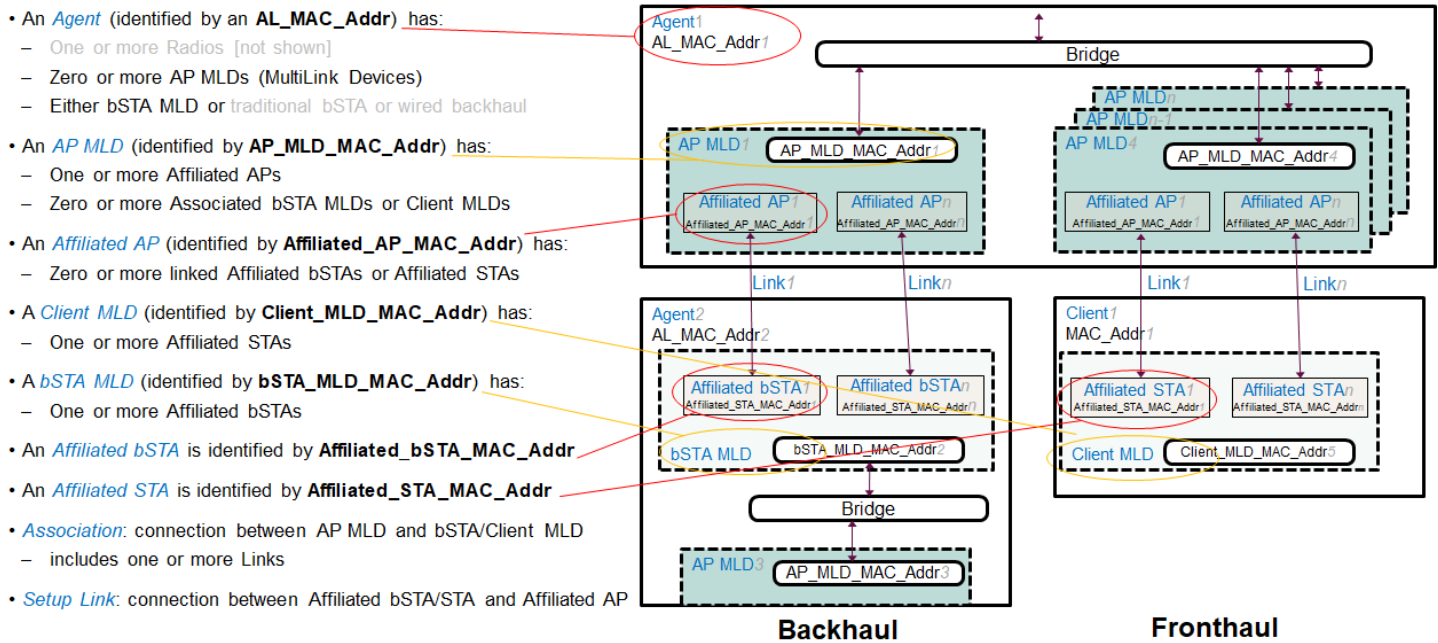 • An Agent (identified by an AL_MAC_Addr) has:
– One or more Radios [not shown]
– Zero or more AP MLDs (MultiLink Devices)
– Either bSTA MLD or traditional bSTA or wired backhaul
• An AP MLD (identified by AP_MLD_MAC_Addr) has:
– One or more Affiliated APs
– Zero or more Associated bSTA MLDs or Client MLDs
• An Affiliated AP (identified by Affiliated_AP_MAC_Addr) has:
– Zero or more linked Affiliated bSTAs or Affiliated STAs
• A Client MLD (identified by Client_MLD_MAC_Addr) has:
– One or more Affiliated STAs
• A bSTA MLD (identified by bSTA_MLD_MAC_Addr) has:
– One or more Affiliated bSTAs
• An Affiliated bSTA is identified by Affiliated_bSTA_MAC_Addr
• An Affiliated STA is identified by Affiliated_STA_MAC_Addr
• Association: connection between AP MLD and bSTA/Client MLD
– includes one or more Links
• Setup Link: connection between Affiliated bSTA/STA and Affiliated AP
Agent1
AL_MAC_Addr1
Bridge
AP MLD1
AP_MLD_MAC_Addr1
Affiliated AP1
Affiliated_AP_MAC_Addr1
Affiliated APn
Affiliated_AP_MAC_Addrn
AP MLDn
AP MLDn-1
AP MLD4
AP_MLD_MAC_Addr4
Affiliated AP1
Affiliated_AP_MAC_Addr1
Affiliated APn
Affiliated_AP_MAC_Addrn
Link1
Linkn
Link1
Linkn
Agent2
AL_MAC_Addr2
Affiliated bSTA1
Affiliated_STA_MAC_Addr1
Affiliated bSTAn
Affiliated_STA_MAC_Addrn
bSTA MLD
bSTA_MLD_MAC_Addr2
Bridge
AP MLD3
AP_MLD_MAC_Addr3
Client1
MAC_Addr1
Affiliated STA1
Affiliated_STA_MAC_Addr1
Affiliated STAn
Affiliated_STA_MAC_Addrn
Client MLD
Client_MLD_MAC_Addr5
Backhaul
Fronthaul